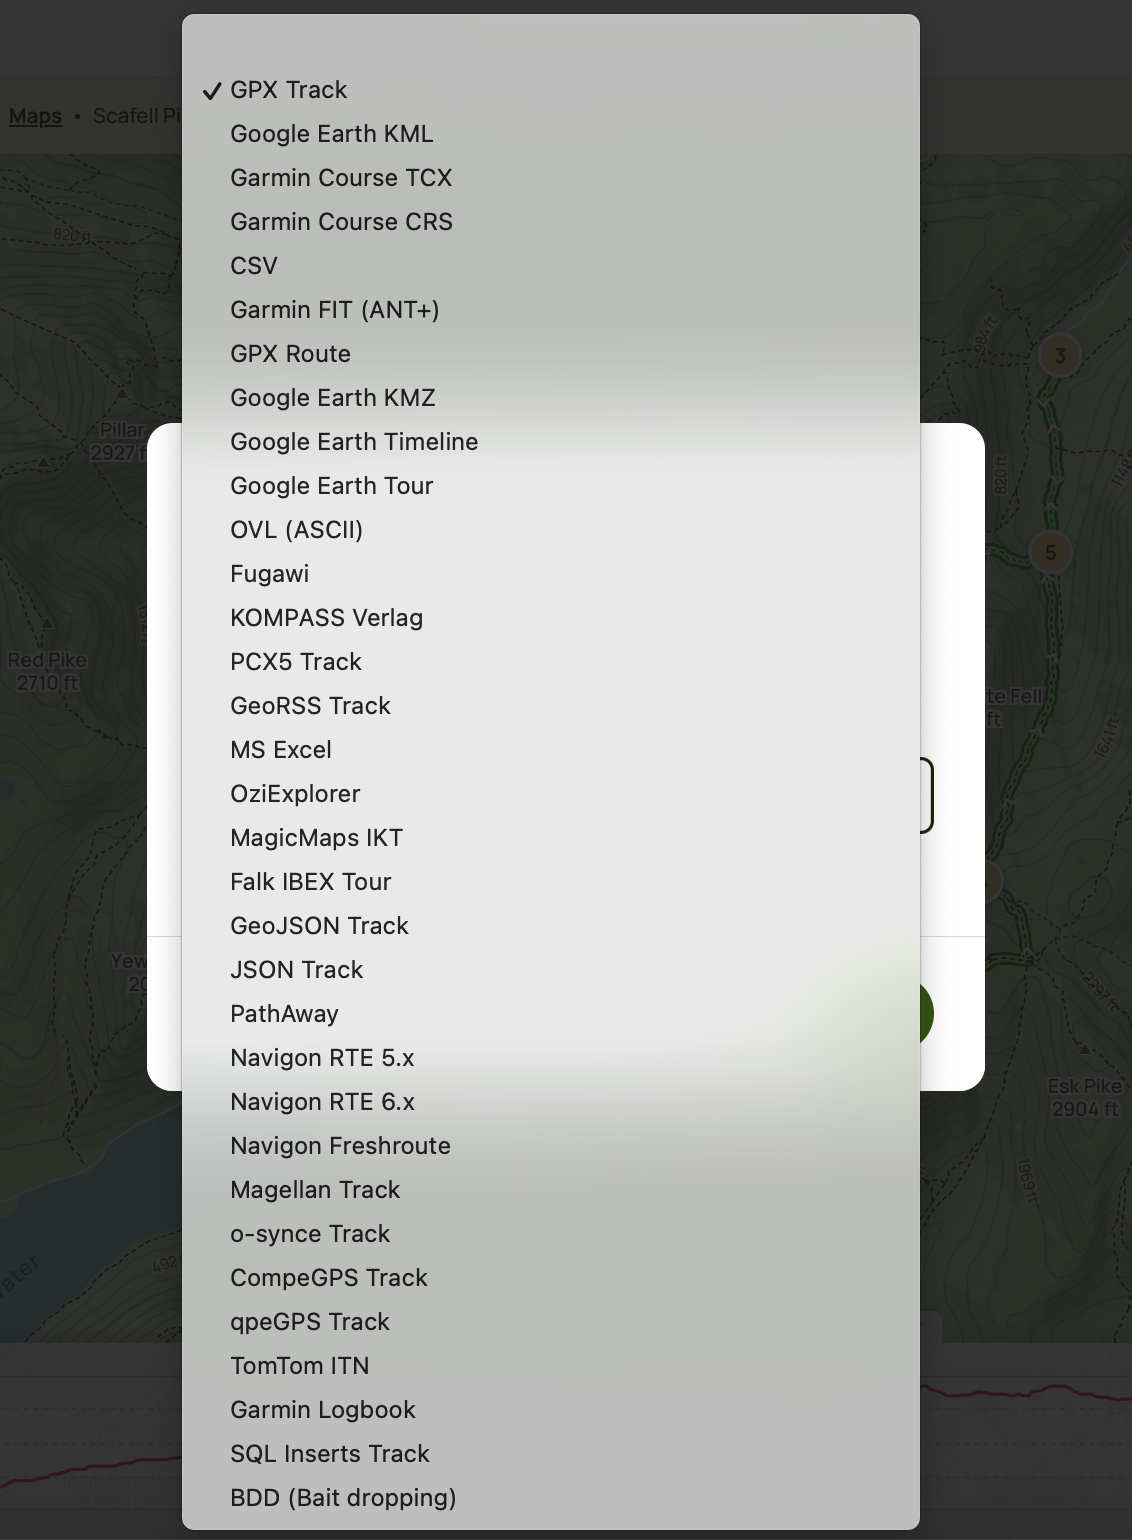 Maps • Scafell Pi
GPX Track
Google Earth KML
Garmin Course TCX
Garmin Course CRS
CSV
Garmin FIT (ANT+)
GPX Route
Google Earth KMZ
Google Earth Timeline
Google Earth Tour
OVL (ASCII)
Fugawi
KOMPASS Verlag
PCX5 Track
GeoRSS Track
MS Excel
OziExplorer
MagicMaps IKT
Falk IBEX Tour
GeoJSON Track
JSON Track
PathAway
Navigon RTE 5.x
Navigon RTE 6.x
Navigon Freshroute
Magellan Track
o-synce Track
CompeGPS Track
qpeGPS Track
TomTom ITN
Garmin Logbook
SQL Inserts Track
BDD (Bait dropping)
820 ft
Pillar
2927 f
Red Pike
2710 ft
Yew
20
492
ater
984 ft
3
820 ft
1148
5
te Fell
ft
1641 ft
2297 ft
Esk Pike
2904 ft
1969 ft